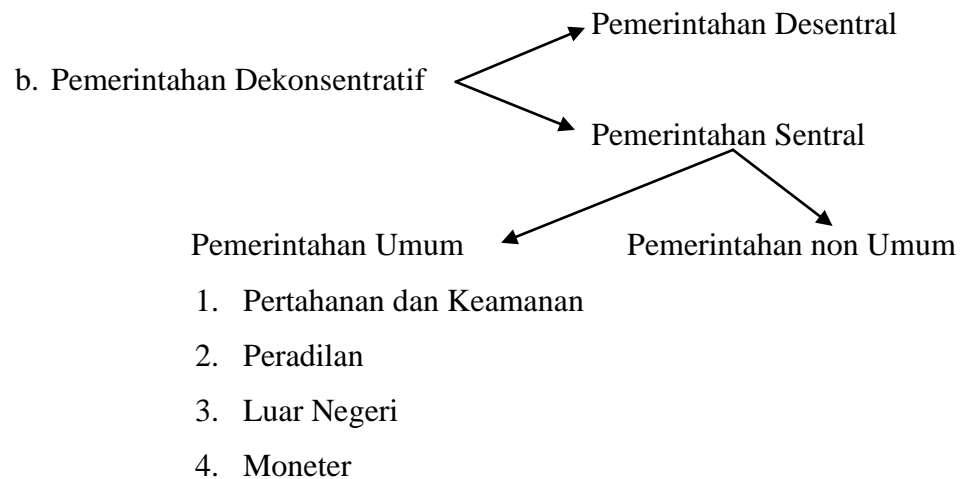 Pemerintahan Desentral
b. Pemerintahan Dekonsentratif
Pemerintahan Sentral
Pemerintahan Umum Pemerintahan non Umum
1. Pertahanan dan Keamanan
2. Peradilan
3. Luar Negeri
4. Moneter